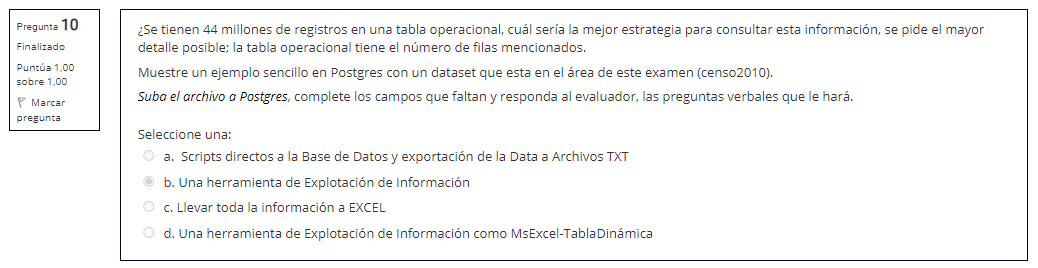 Pregunta 10
Finalizado
Puntúa 1,00
sobre 1,00
Marcar
pregunta
¿Se tienen 44 millones de registros en una tabla operacional, cuál sería la mejor estrategia para consultar esta información, se pide el mayor
detalle posible; la tabla operacional tiene el número de filas mencionados.
Muestre un ejemplo sencillo en Postgres con un dataset que esta en el área de este examen (censo2010).
Suba el archivo a Postgres, complete los campos que faltan y responda al evaluador, las preguntas verbales que le hará.
Seleccione una:
a. Scripts directos a la Base de Datos y exportación de la Data a Archivos TXT
b. Una herramienta de Explotación de Información
c. Llevar toda la información a EXCEL
d. Una herramienta de Explotación de Información como MsExcel-TablaDinámica